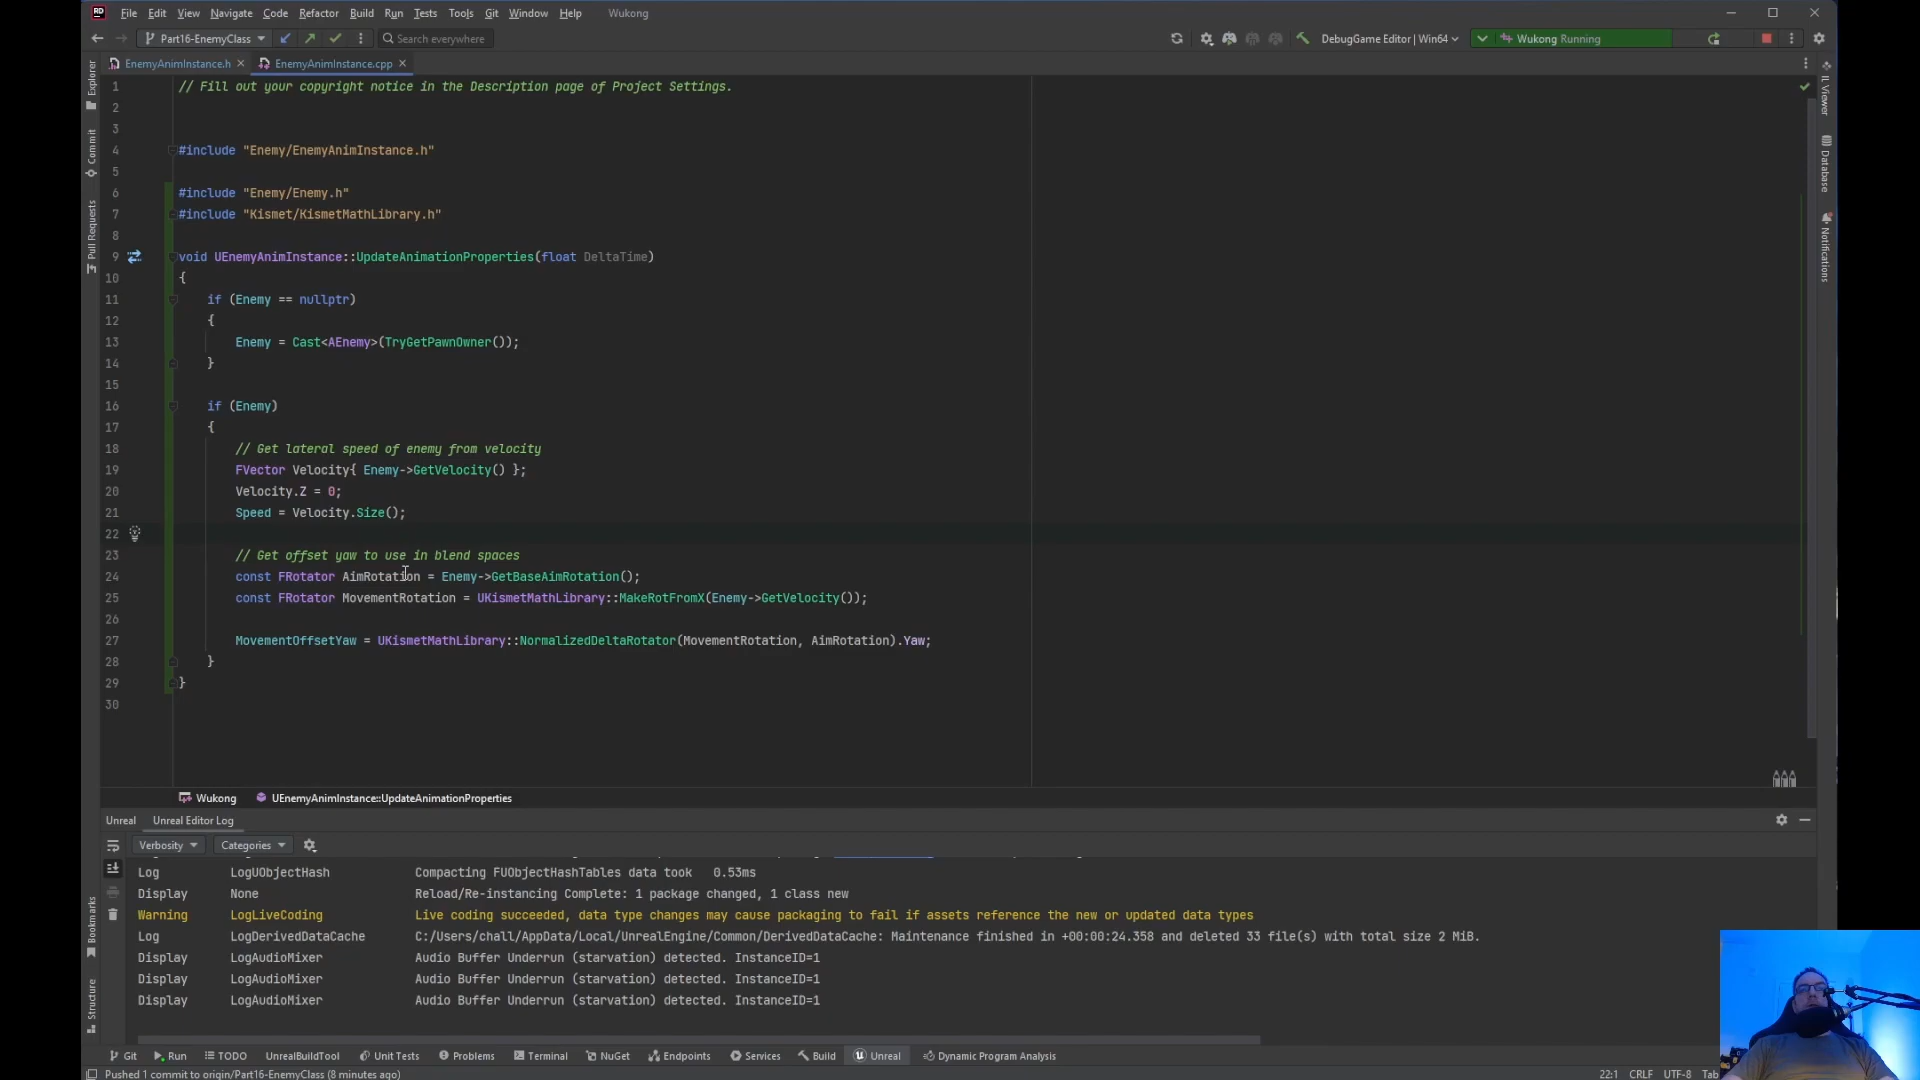 RD File Edit View Navigate Code Refactor Build Run Tests Tools Git Window Help Wukong
Part16-EnemyClass Search everywhere DebugGame Editor | Win64 Wukong Running
EnemyAnimInstance.h EnemyAnimInstance.cpp
Explorer
Commit
Pull Requests
Bookmarks
Structure
IL Viewer
Database
Notifications
1 // Fill out your copyright notice in the Description page of Project Settings.
2
3
4 #include "Enemy/EnemyAnimInstance.h"
5
6 #include "Enemy/Enemy.h"
7 #include "Kismet/KismetMathLibrary.h"
8
9 void UEnemyAnimInstance::UpdateAnimationProperties(float DeltaTime)
10 {
11 if (Enemy == nullptr)
12 {
13 Enemy = Cast<AEnemy>(TryGetPawnOwner());
14 }
15
16 if (Enemy)
17 {
18 // Get lateral speed of enemy from velocity
19 FVector Velocity{ Enemy->GetVelocity() };
20 Velocity.Z = 0;
21 Speed = Velocity.Size();
22
23 // Get offset yaw to use in blend spaces
24 const FRotator AimRotation = Enemy->GetBaseAimRotation();
25 const FRotator MovementRotation = UKismetMathLibrary::MakeRotFromX(Enemy->GetVelocity());
26
27 MovementOffsetYaw = UKismetMathLibrary::NormalizedDeltaRotator(MovementRotation, AimRotation).Yaw;
28 }
29 }
30
Wukong UEnemyAnimInstance::UpdateAnimationProperties
Unreal Unreal Editor Log
Verbosity Categories
Log LogUObjectHash Compacting FUObjectHashTables data took 0.53ms
Display None Reload/Re-instancing Complete: 1 package changed, 1 class new
Warning LogLiveCoding Live coding succeeded, data type changes may cause packaging to fail if assets reference the new or updated data types
Log LogDerivedDataCache C:/Users/chall/AppData/Local/UnrealEngine/Common/DerivedDataCache: Maintenance finished in +00:00:24.358 and deleted 33 file(s) with total size 2 MiB.
Display LogAudioMixer Audio Buffer Underrun (starvation) detected. InstanceID=1
Display LogAudioMixer Audio Buffer Underrun (starvation) detected. InstanceID=1
Display LogAudioMixer Audio Buffer Underrun (starvation) detected. InstanceID=1
Git Run TODO UnrealBuildTool Unit Tests Problems Terminal NuGet Endpoints Services Build Unreal Dynamic Program Analysis
Pushed 1 commit to origin/Part16-EnemyClass (8 minutes ago) 22:1 CRLF UTF-8 Tab